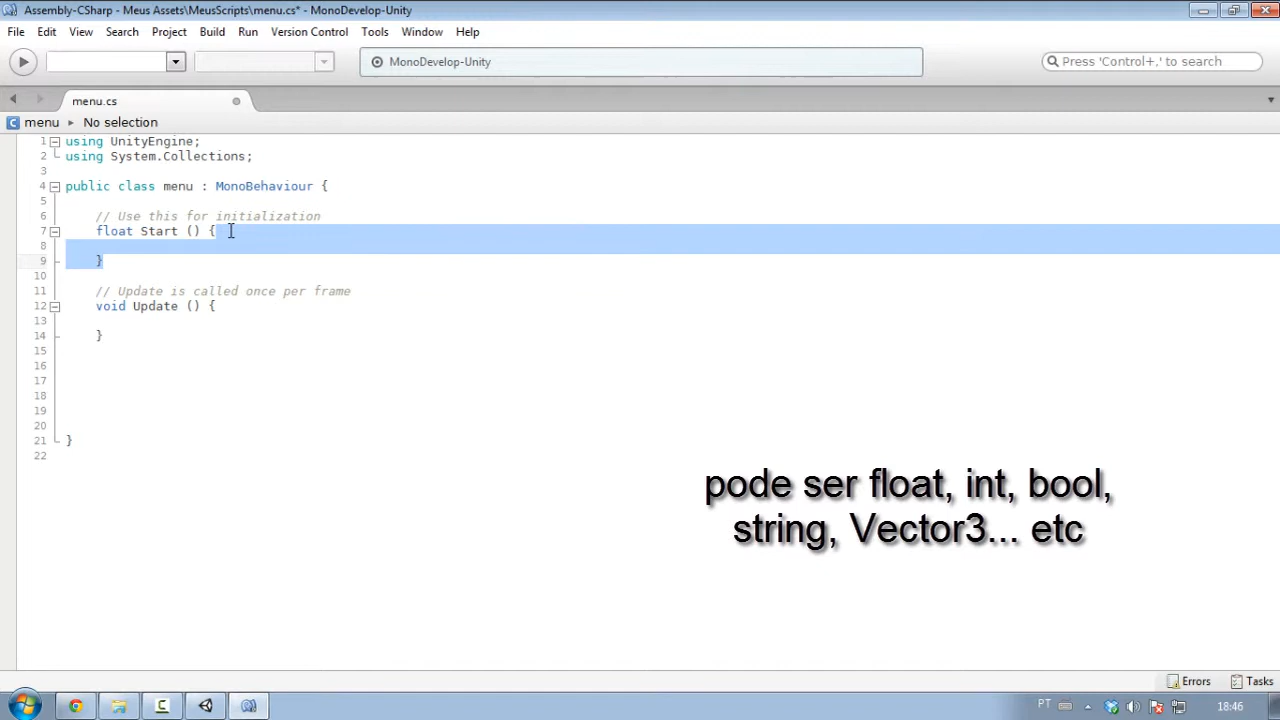 Assembly-CSharp - Meus Assets\MeusScripts\menu.cs* - MonoDevelop-Unity
File Edit View Search Project Build Run Version Control Tools Window Help
MonoDevelop-Unity
Press 'Control+,' to search
menu.cs
menu ▸ No selection
1 using UnityEngine;
2 using System.Collections;
3
4 public class menu : MonoBehaviour {
5
6 // Use this for initialization
7 float Start () {
8
9 }
10
11 // Update is called once per frame
12 void Update () {
13
14 }
15
16
17
18
19
20
21 }
22
pode ser float, int, bool,
string, Vector3... etc
Errors Tasks
PT 18:46